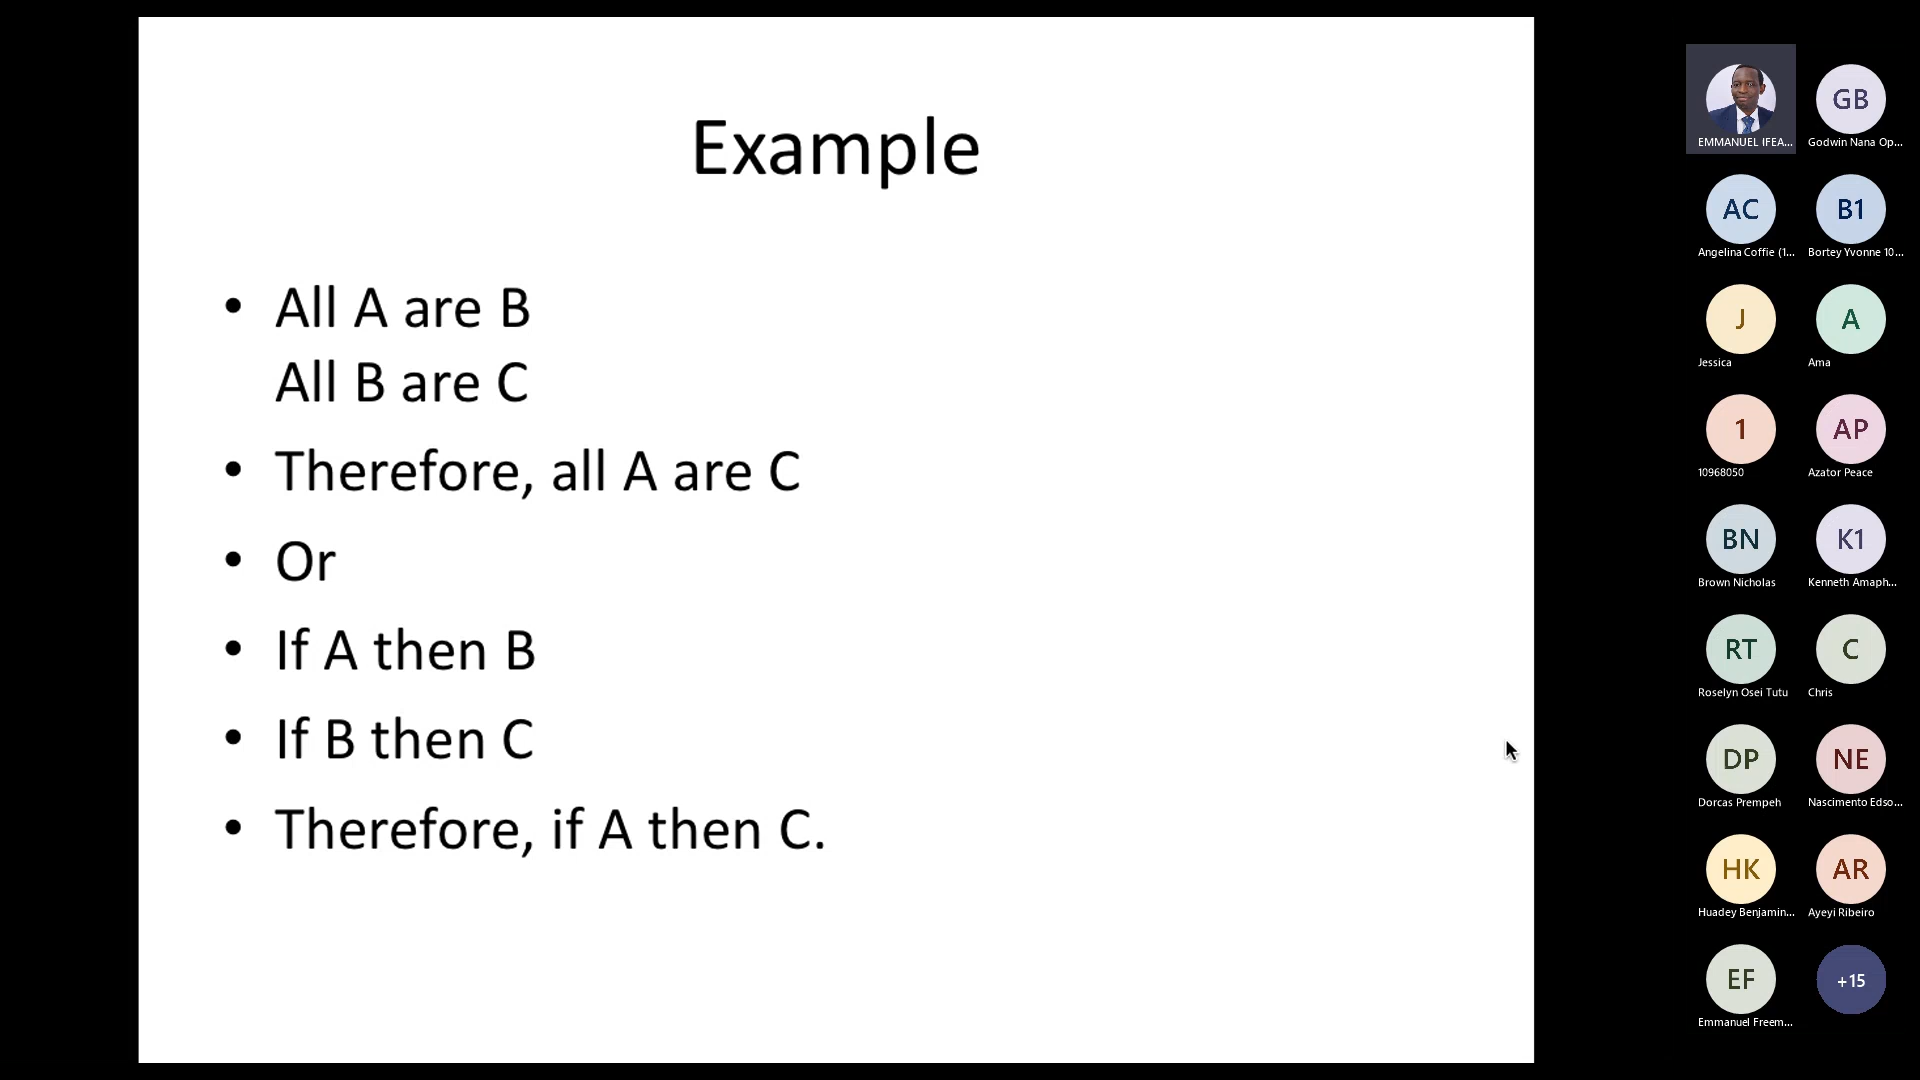 Example
• All A are B
All B are C
• Therefore, all A are C
• Or
• If A then B
• If B then C
• Therefore, if A then C.
EMMANUEL IFEA...
GB
Godwin Nana Op...
AC
Angelina Coffie (1...
B1
Bortey Yvonne 10...
J
Jessica
A
Ama
1
10968050
AP
Azator Peace
BN
Brown Nicholas
K1
Kenneth Amaph...
RT
Roselyn Osei Tutu
C
Chris
DP
Dorcas Prempeh
NE
Nascimento Edso...
HK
Huadey Benjamin...
AR
Ayeyi Ribeiro
EF
Emmanuel Freem...
+15